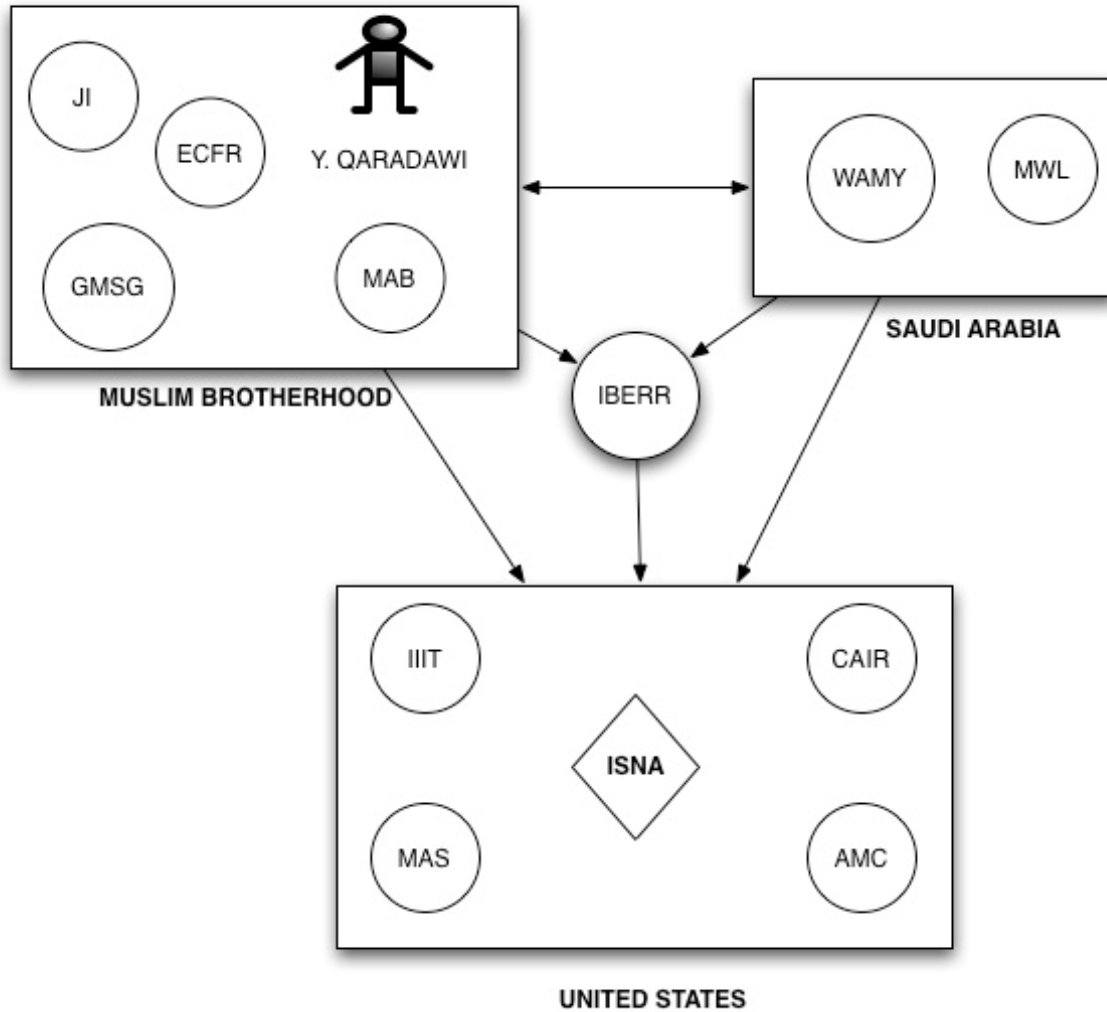 JI
ECFR
Y. QARADAWI
GMSG
MAB
MUSLIM BROTHERHOOD
WAMY
MWL
SAUDI ARABIA
IBERR
IIIT
CAIR
ISNA
MAS
AMC
UNITED STATES